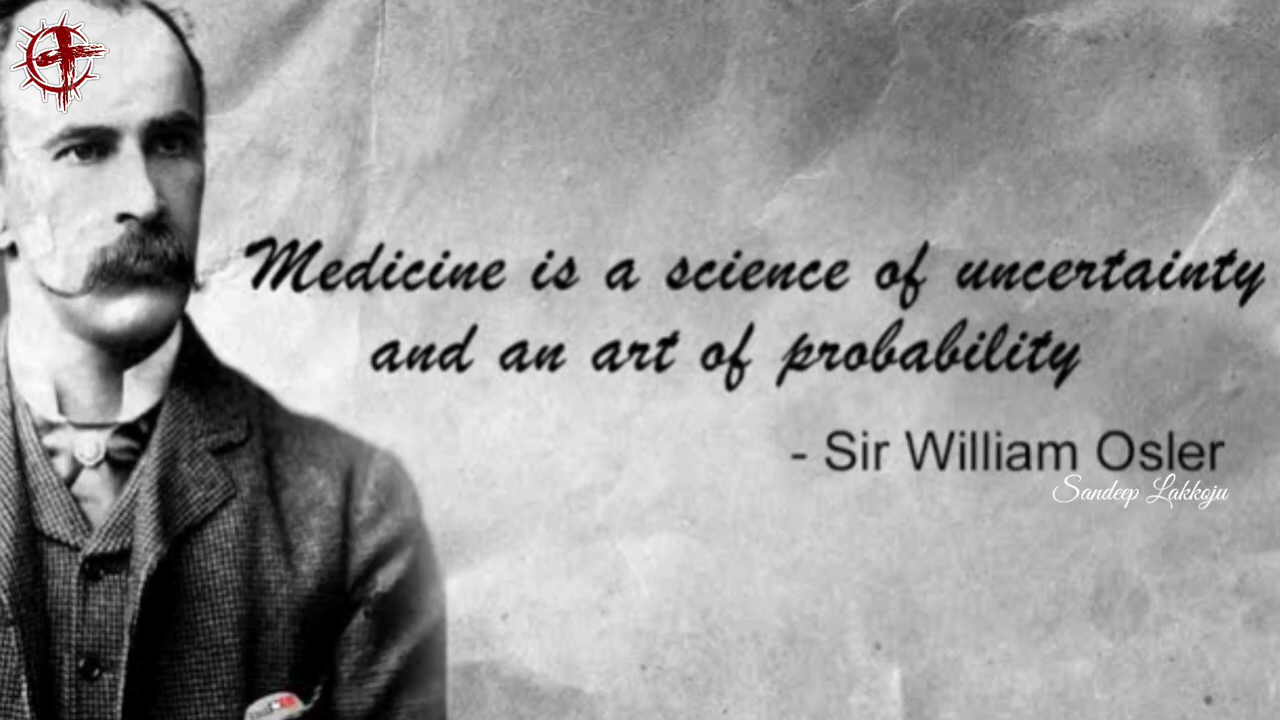 Medicine is a science of uncertainty
and an art of probability
- Sir William Osler
Sandeep Lakkoju